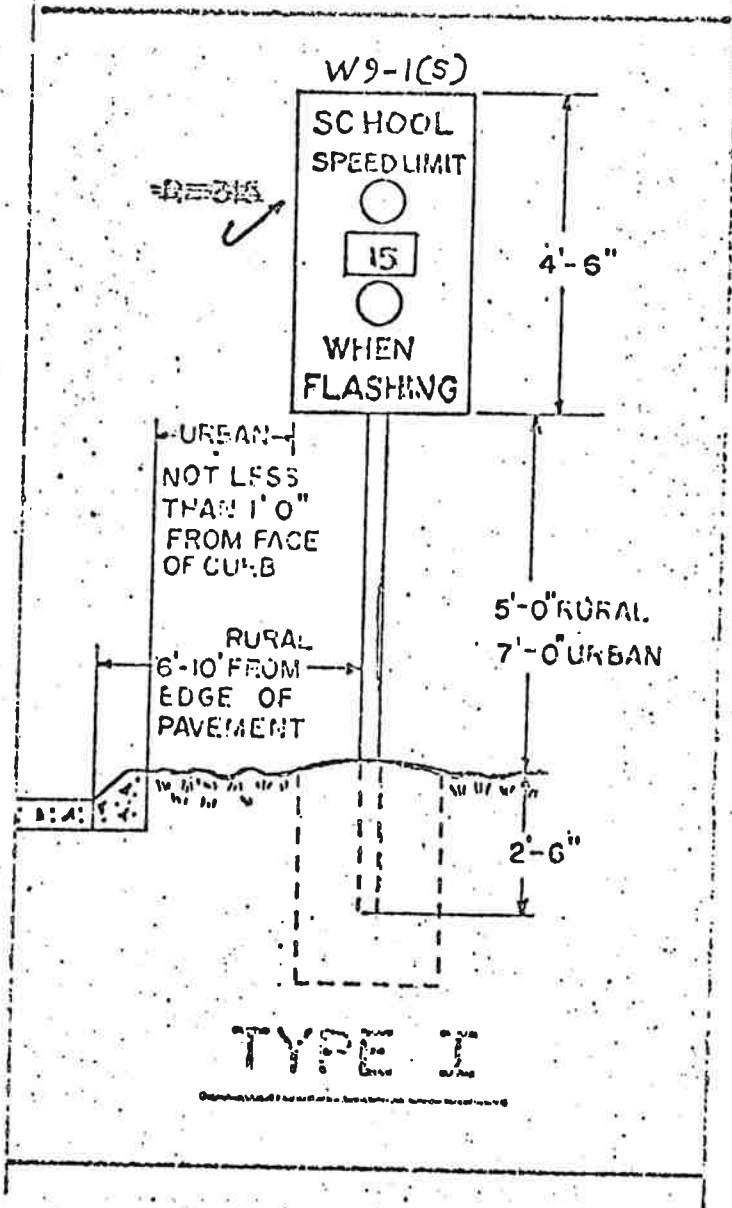 W9-1(S)
SCHOOL
SPEED LIMIT
15
WHEN
FLASHING
4'-6"
URBAN
NOT LESS
THAN 1'0"
FROM FACE
OF CURB
5'-0" RURAL
7'-0" URBAN
RURAL
6'-10' FROM
EDGE OF
PAVEMENT
2'-6"
TYPE I